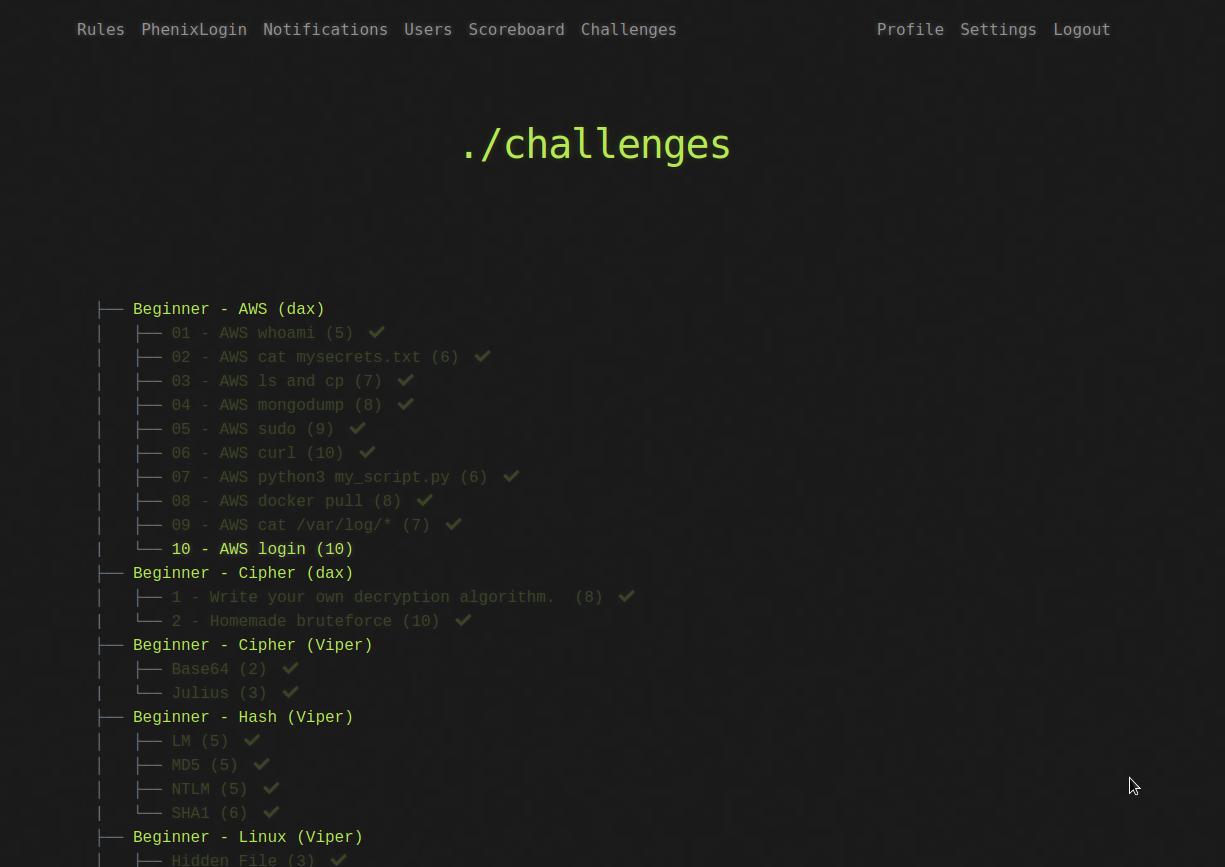 Rules PhenixLogin Notifications Users Scoreboard Challenges Profile Settings Logout
./challenges
├── Beginner - AWS (dax)
│   ├── 01 - AWS whoami (5) ✔
│   ├── 02 - AWS cat mysecrets.txt (6) ✔
│   ├── 03 - AWS ls and cp (7) ✔
│   ├── 04 - AWS mongodump (8) ✔
│   ├── 05 - AWS sudo (9) ✔
│   ├── 06 - AWS curl (10) ✔
│   ├── 07 - AWS python3 my_script.py (6) ✔
│   ├── 08 - AWS docker pull (8) ✔
│   ├── 09 - AWS cat /var/log/* (7) ✔
|   └── 10 - AWS login (10)
├── Beginner - Cipher (dax)
│   ├── 1 - Write your own decryption algorithm.  (8) ✔
|   └── 2 - Homemade bruteforce (10) ✔
├── Beginner - Cipher (Viper)
│   ├── Base64 (2) ✔
|   └── Julius (3) ✔
├── Beginner - Hash (Viper)
│   ├── LM (5) ✔
│   ├── MD5 (5) ✔
│   ├── NTLM (5) ✔
|   └── SHA1 (6) ✔
├── Beginner - Linux (Viper)
│   ├── Hidden File (3) ✔